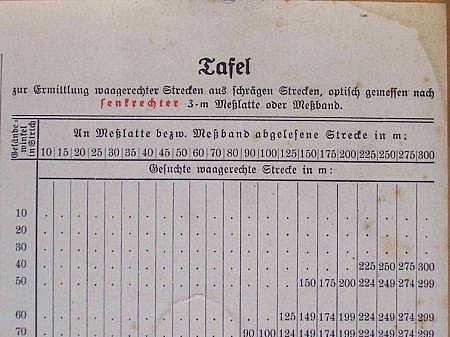 Tafel
zur Ermittlung waagerechter Strecken aus schrägen Strecken, optisch gemessen nach
senkrechter 3-m Meßlatte oder Meßband.
Gelände-
winkel
in Strich
An Meßlatte bezw. Meßband abgelesene Strecke in m:
10 15 20 25 30 35 40 45 50 60 70 80 90 100 125 150 175 200 225 250 275 300
Gesuchte waagerechte Strecke in m:
10 . . . . . . . . . . . . . . . . . . . . . .
20 . . . . . . . . . . . . . . . . . . . . . .
30 . . . . . . . . . . . . . . . . . . . . . .
40 . . . . . . . . . . . . . . . . . . 225 250 275 300
50 . . . . . . . . . . . . . . . 150 175 200 224 249 274 299
60 . . . . . . . . . . . . . . 125 149 174 199 224 249 274 299
70 . . . . . . . . . . . . 90 100 124 149 174 199 224 249 274 299